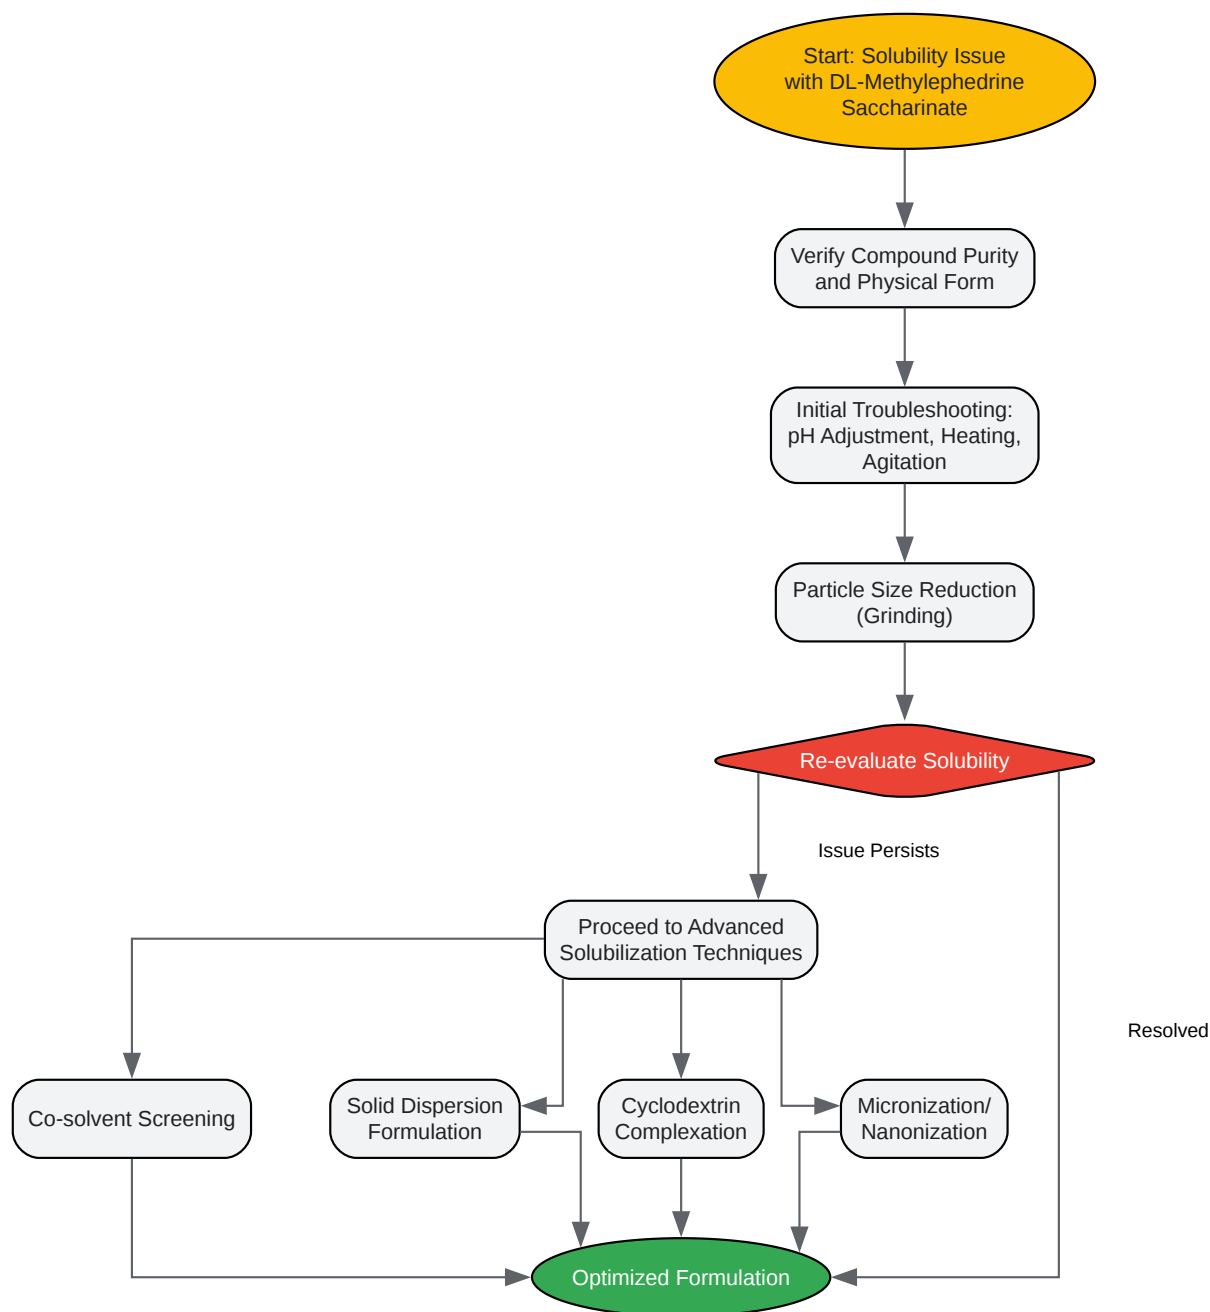 Start: Solubility Issue
with DL-Methylephedrine
Saccharinate
Verify Compound Purity
and Physical Form
Initial Troubleshooting:
pH Adjustment, Heating,
Agitation
Particle Size Reduction
(Grinding)
Re-evaluate Solubility
Issue Persists
Proceed to Advanced
Solubilization Techniques
Resolved
Co-solvent Screening
Solid Dispersion
Formulation
Cyclodextrin
Complexation
Micronization/
Nanonization
Optimized Formulation